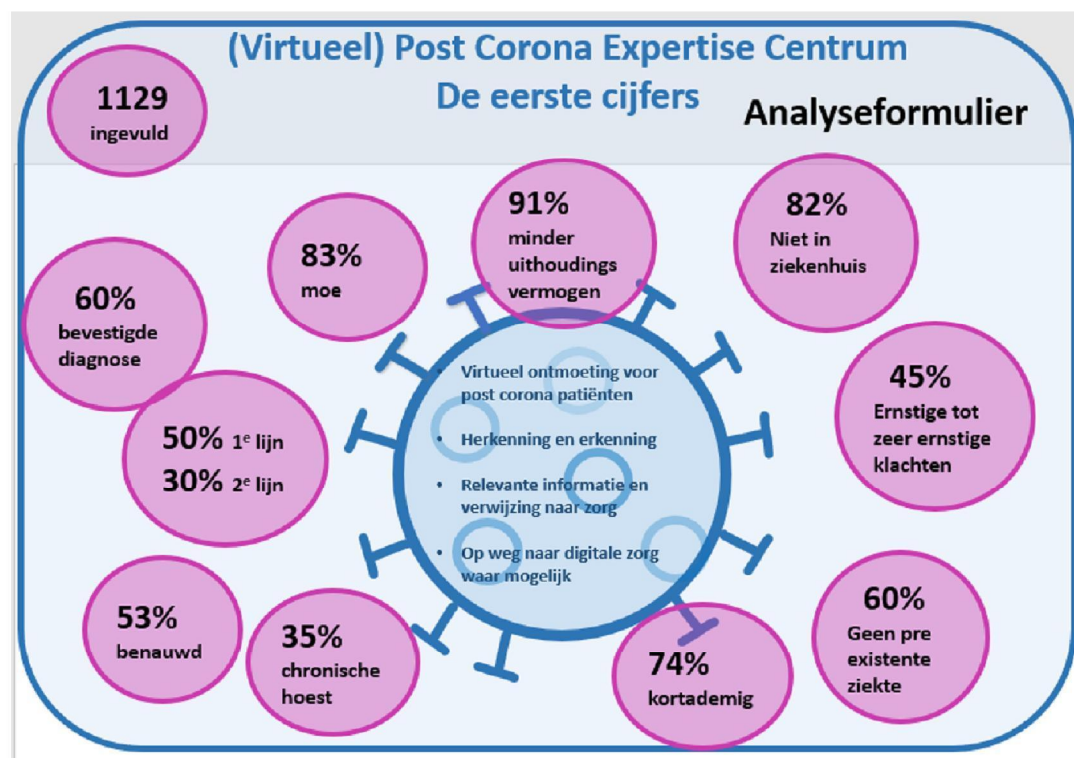 (Virtueel) Post Corona Expertise Centrum
De eerste cijfers
Analyseformulier
1129
ingevuld
83%
moe
91%
minder
uithoudings
vermogen
82%
Niet in
ziekenhuis
60%
bevestigde
diagnose
50% 1e lijn
30% 2e lijn
45%
Ernstige tot
zeer ernstige
klachten
• Virtueel ontmoeting voor
post corona patiënten
• Herkenning en erkenning
• Relevante informatie en
verwijzing naar zorg
• Op weg naar digitale zorg
waar mogelijk
53%
benauwd
35%
chronische
hoest
74%
kortademig
60%
Geen pre
existente
ziekte